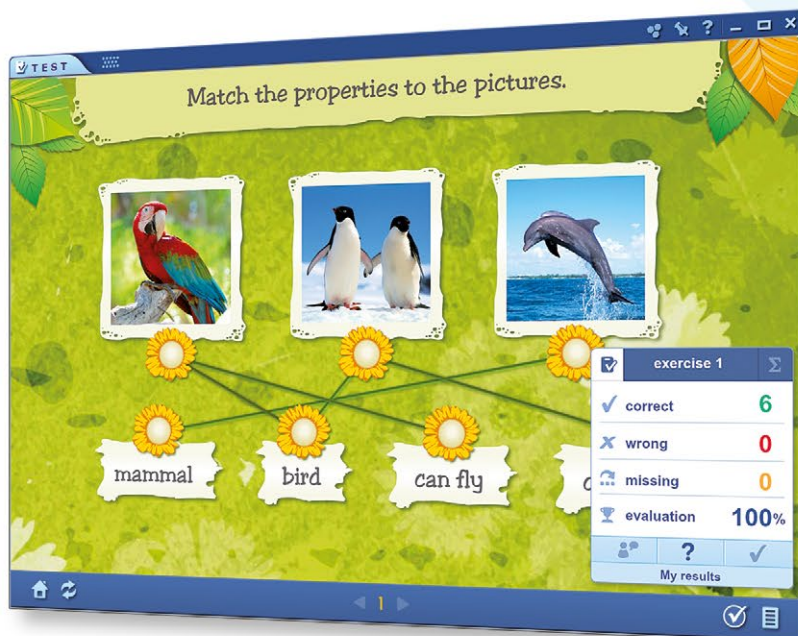 TEST
?
Match the properties to the pictures.
mammal
bird
can fly
exercise 1
Σ
correct 6
wrong 0
missing 0
evaluation 100%
?
My results
1